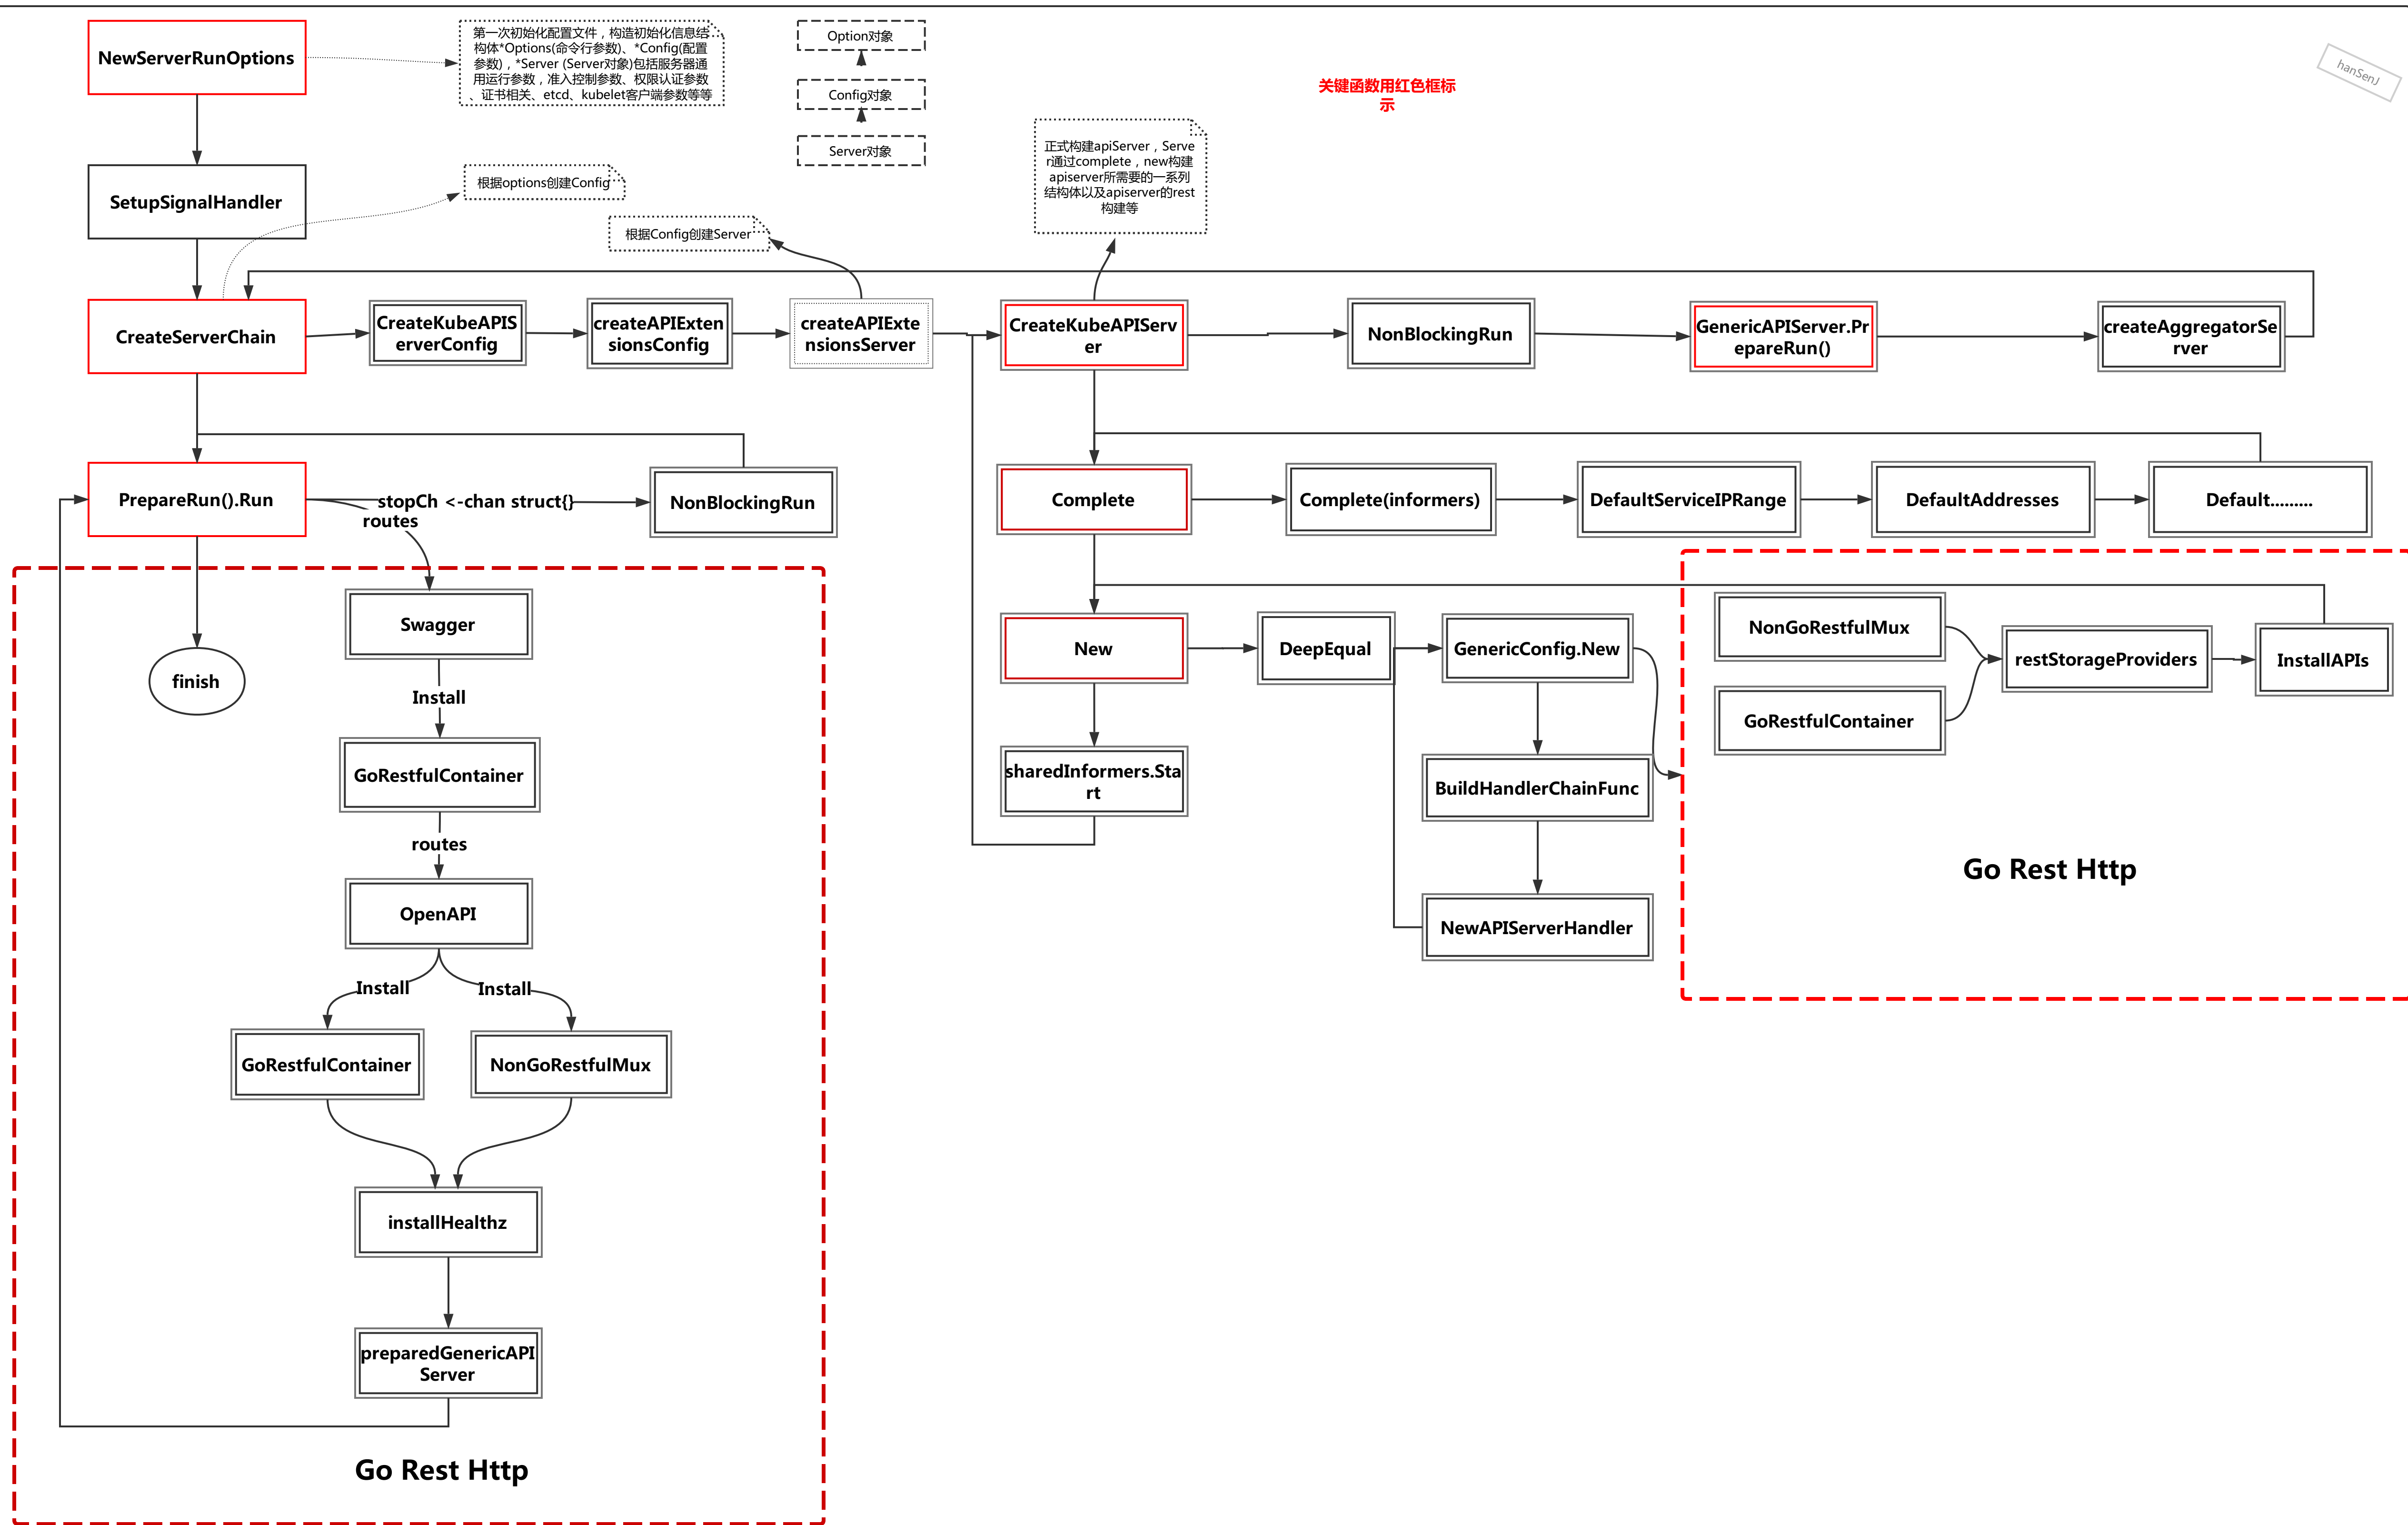 NewServerRunOptions
第一次初始化配置文件，构造初始化信息结
构体*Options(命令行参数)、*Config(配置
参数)，*Server (Server对象)包括服务器通
用运行参数，准入控制参数、权限认证参数
、证书相关、etcd、kubelet客户端参数等等
Option对象
Config对象
Server对象
关键函数用红色框标
示
hanSenJ
正式构建apiServer，Serve
r通过complete，new构建
apiserver所需要的一系列
结构体以及apiserver的rest
构建等
SetupSignalHandler
根据options创建Config
根据Config创建Server
CreateServerChain
CreateKubeAPIS
erverConfig
createAPIExten
sionsConfig
createAPIExte
nsionsServer
CreateKubeAPIServ
er
NonBlockingRun
GenericAPIServer.Pr
epareRun()
createAggregatorSe
rver
PrepareRun().Run
stopCh <-chan struct{}
routes
NonBlockingRun
Complete
Complete(informers)
DefaultServiceIPRange
DefaultAddresses
Default.........
finish
Swagger
Install
GoRestfulContainer
routes
OpenAPI
Install
Install
GoRestfulContainer
NonGoRestfulMux
installHealthz
preparedGenericAPI
Server
Go Rest Http
New
DeepEqual
GenericConfig.New
sharedInformers.Sta
rt
BuildHandlerChainFunc
NewAPIServerHandler
NonGoRestfulMux
GoRestfulContainer
restStorageProviders
InstallAPIs
Go Rest Http